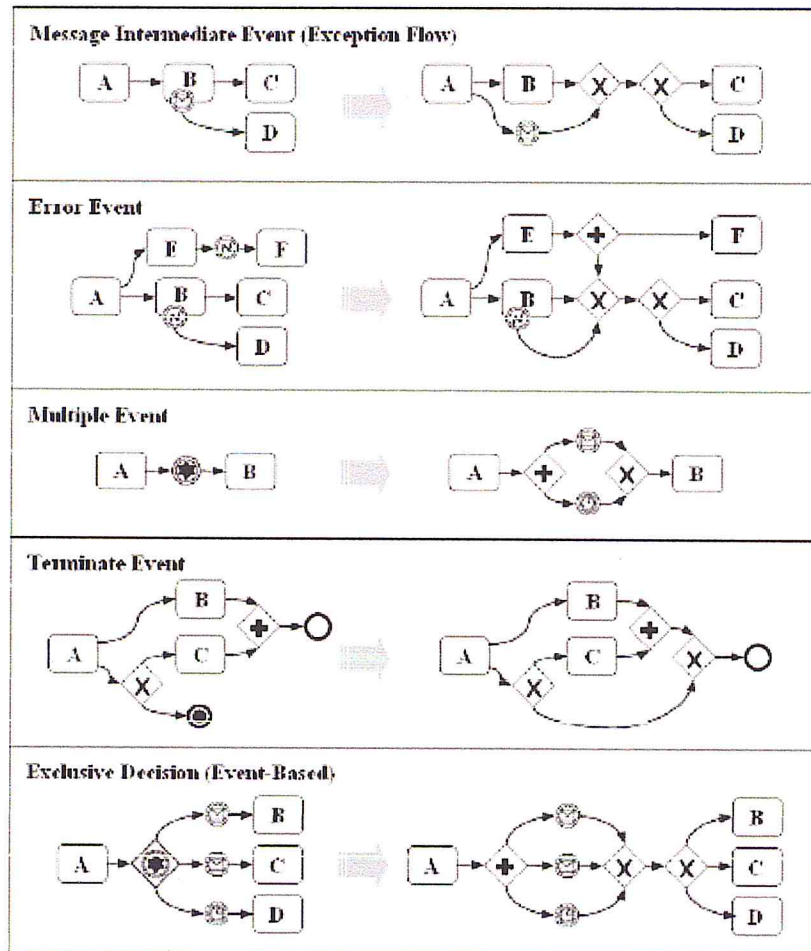 Message Intermediate Event (Exception Flow)
A B C A B X X C
D D
Error Event
E F E + F
A B C A B X X C
D D
Multiple Event
A B A + X B
Terminate Event
B B
+ +
A C A C X
X X
Exclusive Decision (Event-Based)
B B
A C A + X X C
D D